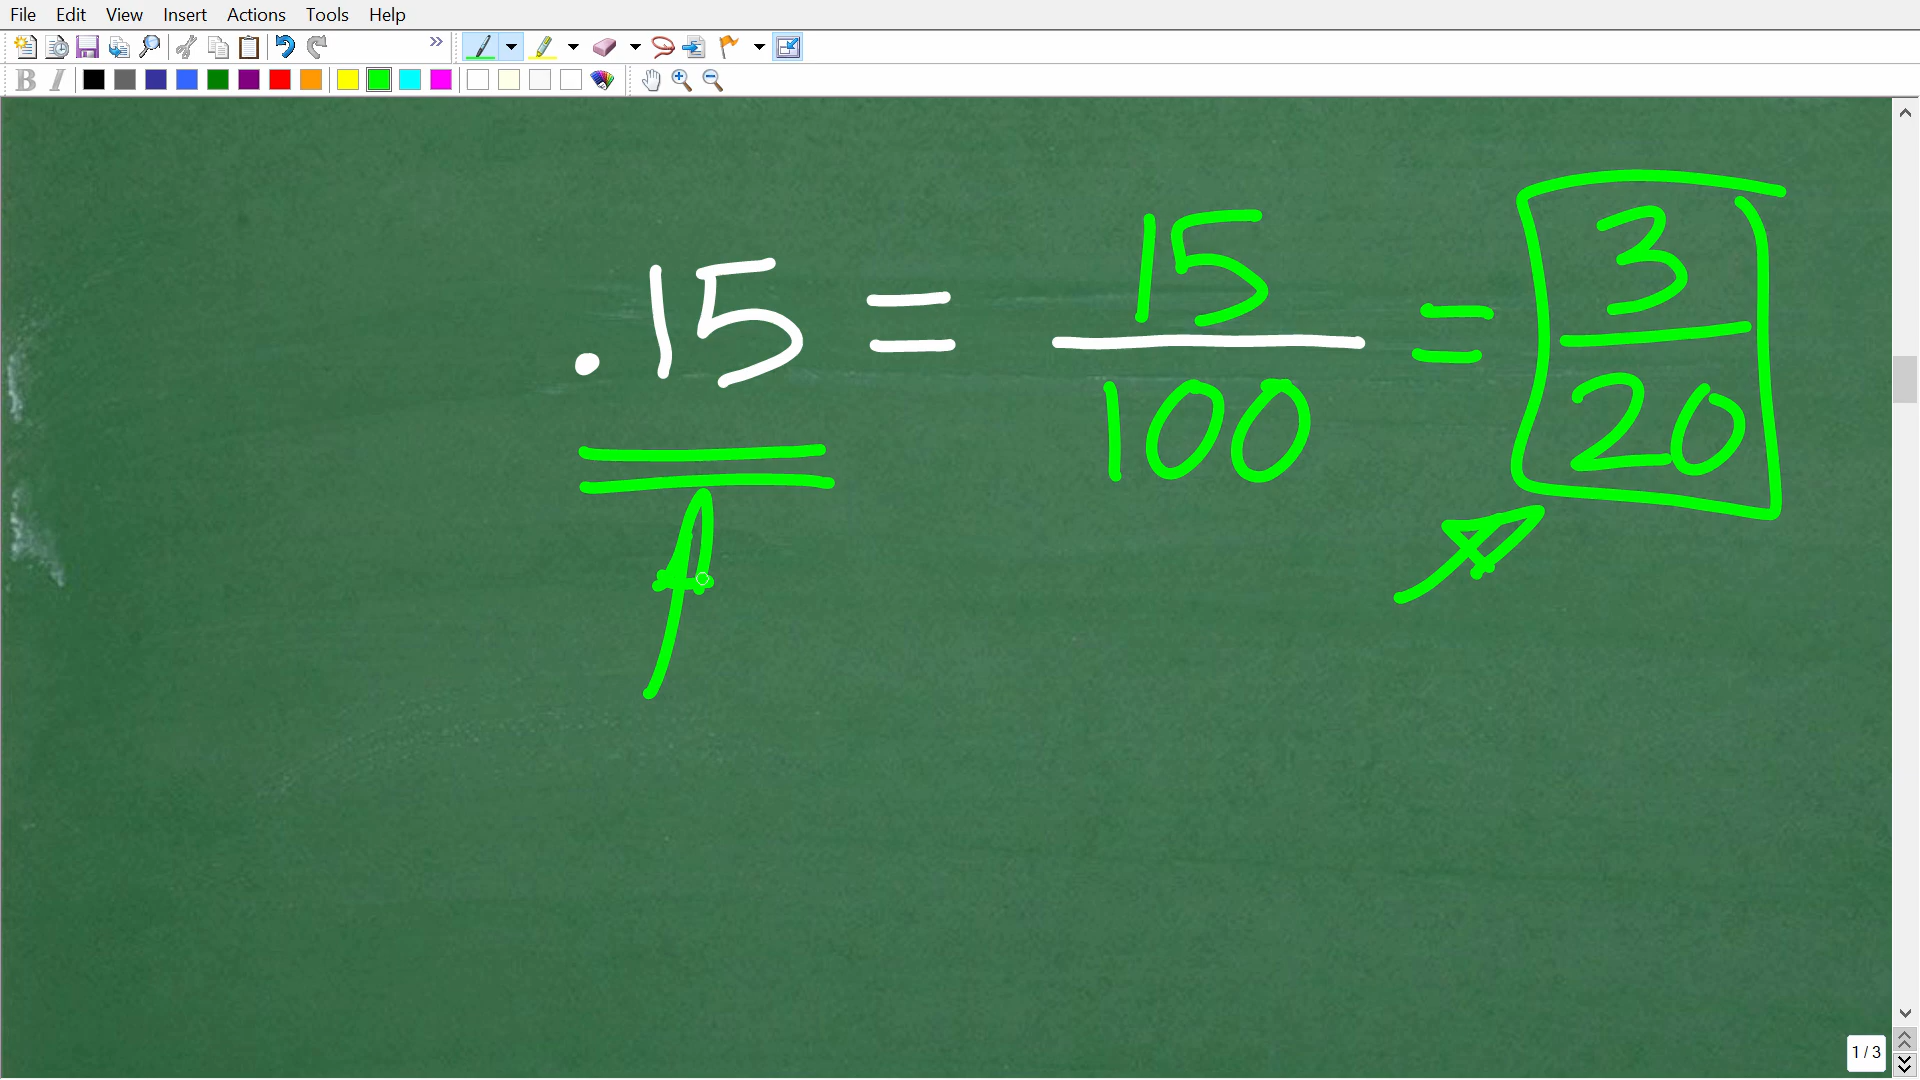 File Edit View Insert Actions Tools Help
B I
.15 = 15/100 = 3/20
1 / 3